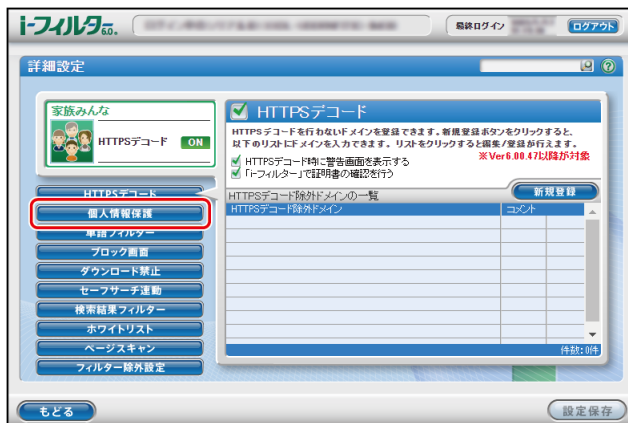 i-フィルター6.0.
最終ログイン
ログアウト
詳細設定
家族みんな
HTTPSデコード ON
HTTPSデコード
HTTPSデコードを行わないドメインを登録できます。新規登録ボタンをクリックすると、
以下のリストにドメインを入力できます。リストをクリックすると編集/登録が行えます。
※Ver6.00.47以降が対象
HTTPSデコード時に警告画面を表示する
「i-フィルター」で証明書の確認を行う
HTTPSデコード除外ドメインの一覧
新規登録
HTTPSデコード除外ドメイン コメント
件数:0件
HTTPSデコード
個人情報保護
単語フィルター
ブロック画面
ダウンロード禁止
セーフサーチ連動
検索結果フィルター
ホワイトリスト
ページスキャン
フィルター除外設定
もどる
設定保存